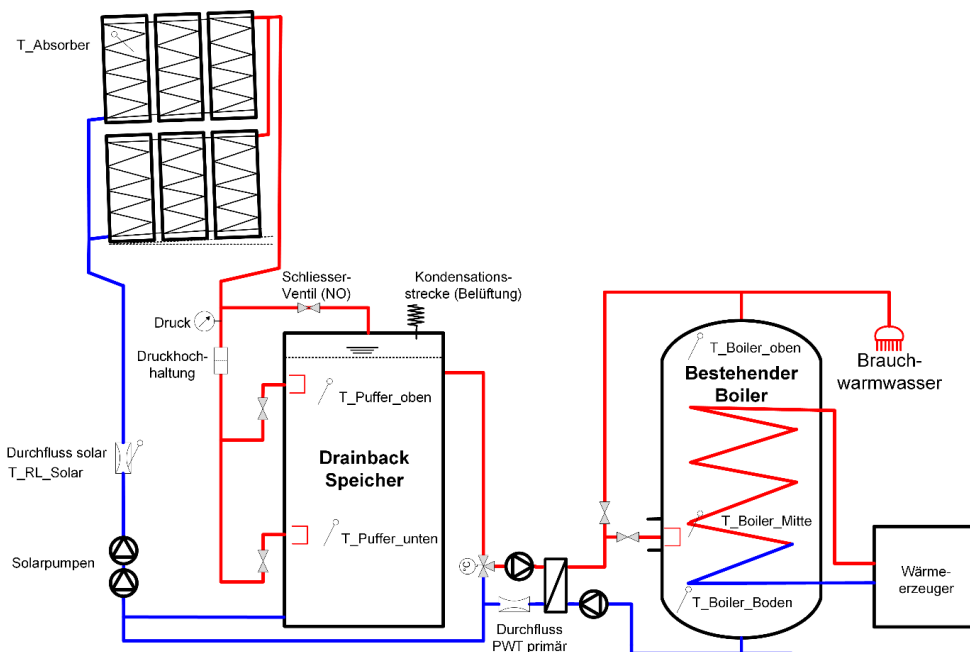 T_Absorber
Schliesser-
Ventil (NO)
Kondensations-
strecke (Belüftung)
Druck
Druckhoch-
haltung
T_Boiler_oben
Bestehender
Boiler
Brauch-
warmwasser
T_Puffer_oben
Durchfluss solar
T_RL_Solar
Drainback
Speicher
T_Puffer_unten
T_Boiler_Mitte
Solarpumpen
°C
Wärme-
erzeuger
T_Boiler_Boden
Durchfluss
PWT primär